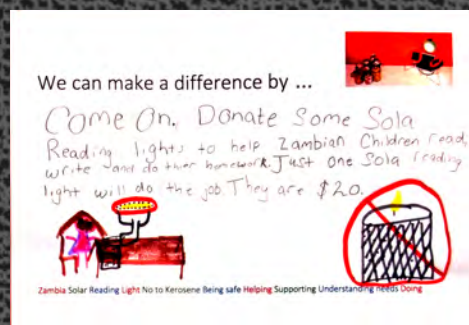 We can make a difference by ...
Come On. Donate Some Sola
Reading lights to help Zambian Children read,
write and do ther homework. Just one Sola reading
light will do the job. They are $20.
Zambia Solar Reading Light No to Kerosene Being safe Helping Supporting Understanding needs Doing